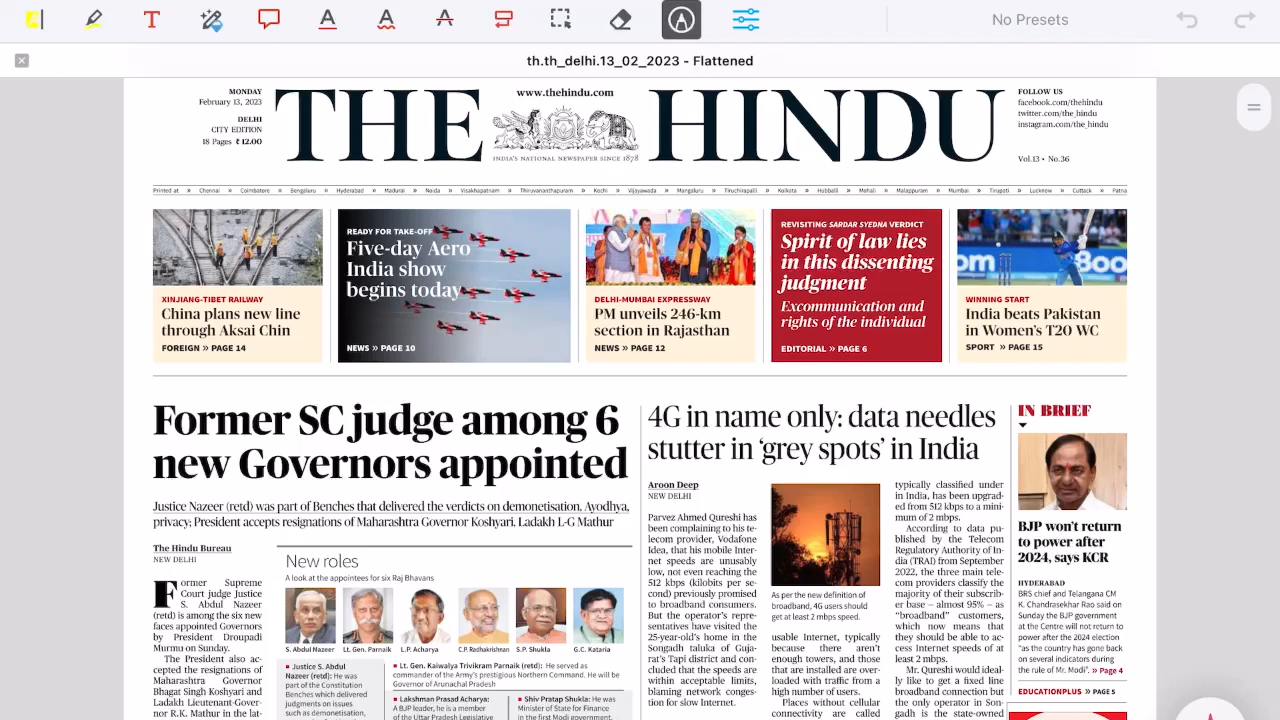 No Presets
th.th_delhi.13_02_2023 - Flattened
MONDAY
February 13, 2023
DELHI
CITY EDITION
18 Pages ₹12.00
www.thehindu.com
THE HINDU
INDIA'S NATIONAL NEWSPAPER SINCE 1878
FOLLOW US
facebook.com/thehindu
twitter.com/the_hindu
instagram.com/the_hindu
Vol.13 • No.36
Printed at » Chennai » Coimbatore » Bengaluru » Hyderabad » Madurai » Noida » Visakhapatnam » Thiruvananthapuram » Kochi » Vijayawada » Mangaluru » Tiruchirapalli » Kolkata » Hubballi » Mohali » Malappuram » Mumbai » Tirupati » Lucknow » Cuttack » Patna
XINJIANG-TIBET RAILWAY
China plans new line
through Aksai Chin
FOREIGN » PAGE 14
READY FOR TAKE-OFF
Five-day Aero
India show
begins today
NEWS » PAGE 10
DELHI-MUMBAI EXPRESSWAY
PM unveils 246-km
section in Rajasthan
NEWS » PAGE 12
REVISITING SARDAR SYEDNA VERDICT
Spirit of law lies
in this dissenting
judgment
Excommunication and
rights of the individual
EDITORIAL » PAGE 6
WINNING START
India beats Pakistan
in Women's T20 WC
SPORT » PAGE 15
Former SC judge among 6
new Governors appointed
Justice Nazeer (retd) was part of Benches that delivered the verdicts on demonetisation, Ayodhya,
privacy; President accepts resignations of Maharashtra Governor Koshyari, Ladakh L-G Mathur
The Hindu Bureau
NEW DELHI
Former Supreme
Court judge Justice
S. Abdul Nazeer
(retd) is among the six new
faces appointed Governors
by President Droupadi
Murmu on Sunday.
The President also ac-
cepted the resignations of
Maharashtra Governor
Bhagat Singh Koshyari and
Ladakh Lieutenant-Gover-
nor R.K. Mathur in the lat-
New roles
A look at the appointees for six Raj Bhavans
S. Abdul Nazeer
Lt. Gen. Parnaik
L.P. Acharya
C.P. Radhakrishnan
S.P. Shukla
G.C. Kataria
▪ Justice S. Abdul
Nazeer (retd): He was
part of the Constitution
Benches which delivered
judgments on issues
such as demonetisation,
▪ Lt. Gen. Kaiwalya Trivikram Parnaik (retd): He served as
commander of the Army's prestigious Northern Command. He will be
Governor of Arunachal Pradesh
▪ Lakshman Prasad Acharya:
A BJP leader, he is a member
of the Uttar Pradesh Legislative
▪ Shiv Pratap Shukla: He was
Minister of State for Finance
in the first Modi government.
4G in name only: data needles
stutter in 'grey spots' in India
Aroon Deep
NEW DELHI
Parvez Ahmed Qureshi has
been complaining to his te-
lecom provider, Vodafone
Idea, that his mobile Inter-
net speeds are unusably
low, not even reaching the
512 kbps (kilobits per se-
cond) previously promised
to broadband consumers.
But the operator's repre-
sentatives have visited the
25-year-old's home in the
Songadh taluka of Guja-
rat's Tapi district and con-
cluded that the speeds are
within acceptable limits,
blaming network conges-
tion for slow Internet.
As per the new definition of
broadband, 4G users should
get at least 2 mbps speed.
usable Internet, typically
because there aren't
enough towers, and those
that are installed are over-
loaded with traffic from a
high number of users.
Places without cellular
connectivity are called
typically classified under
in India, has been upgrad-
ed from 512 kbps to a mini-
mum of 2 mbps.
According to data pu-
blished by the Telecom
Regulatory Authority of In-
dia (TRAI) from September
2022, the three main tele-
com providers classify the
majority of their subscrib-
er base – almost 95% – as
"broadband" customers,
which now means that
they should be able to ac-
cess Internet speeds of at
least 2 mbps.
Mr. Qureshi would ideal-
ly like to get a fixed line
broadband connection but
the only operator in Son-
gadh is the state-owned
IN BRIEF
BJP won't return
to power after
2024, says KCR
HYDERABAD
BRS chief and Telangana CM
K. Chandrasekhar Rao said on
Sunday the BJP government
at the Centre will not return to
power after the 2024 election
"as the country has gone back
on several indicators during
the rule of Mr. Modi". » Page 4
EDUCATIONPLUS » PAGE 5